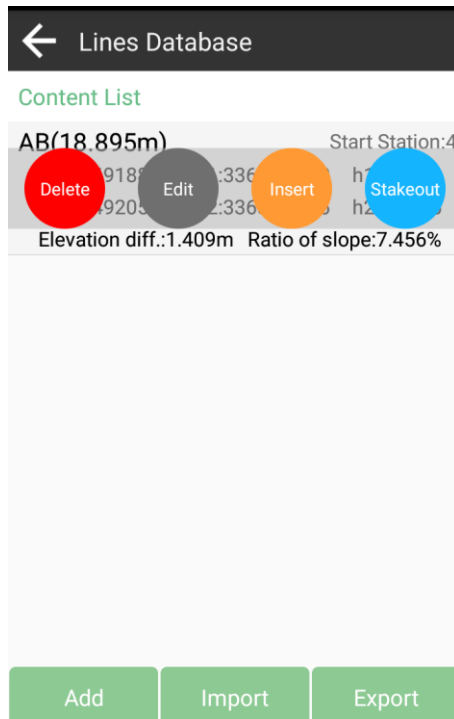 Lines Database
Content List
AB(18.895m)
Start Station:4
Delete
Edit
Insert
Stakeout
Elevation diff.:1.409m Ratio of slope:7.456%
Add Import Export